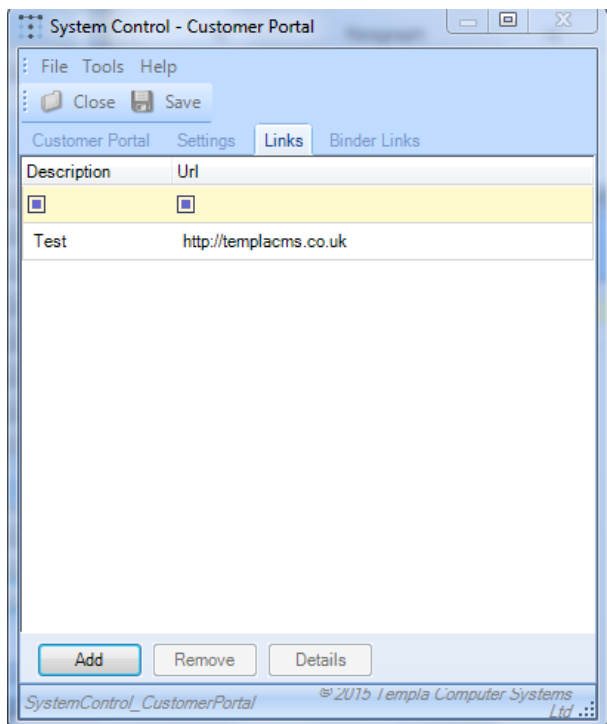 System Control - Customer Portal
File Tools Help
Close Save
Customer Portal Settings Links Binder Links
Description Url
Test http://templacms.co.uk
Add Remove Details
SystemControl_CustomerPortal
© 2015 Templa Computer Systems
Ltd